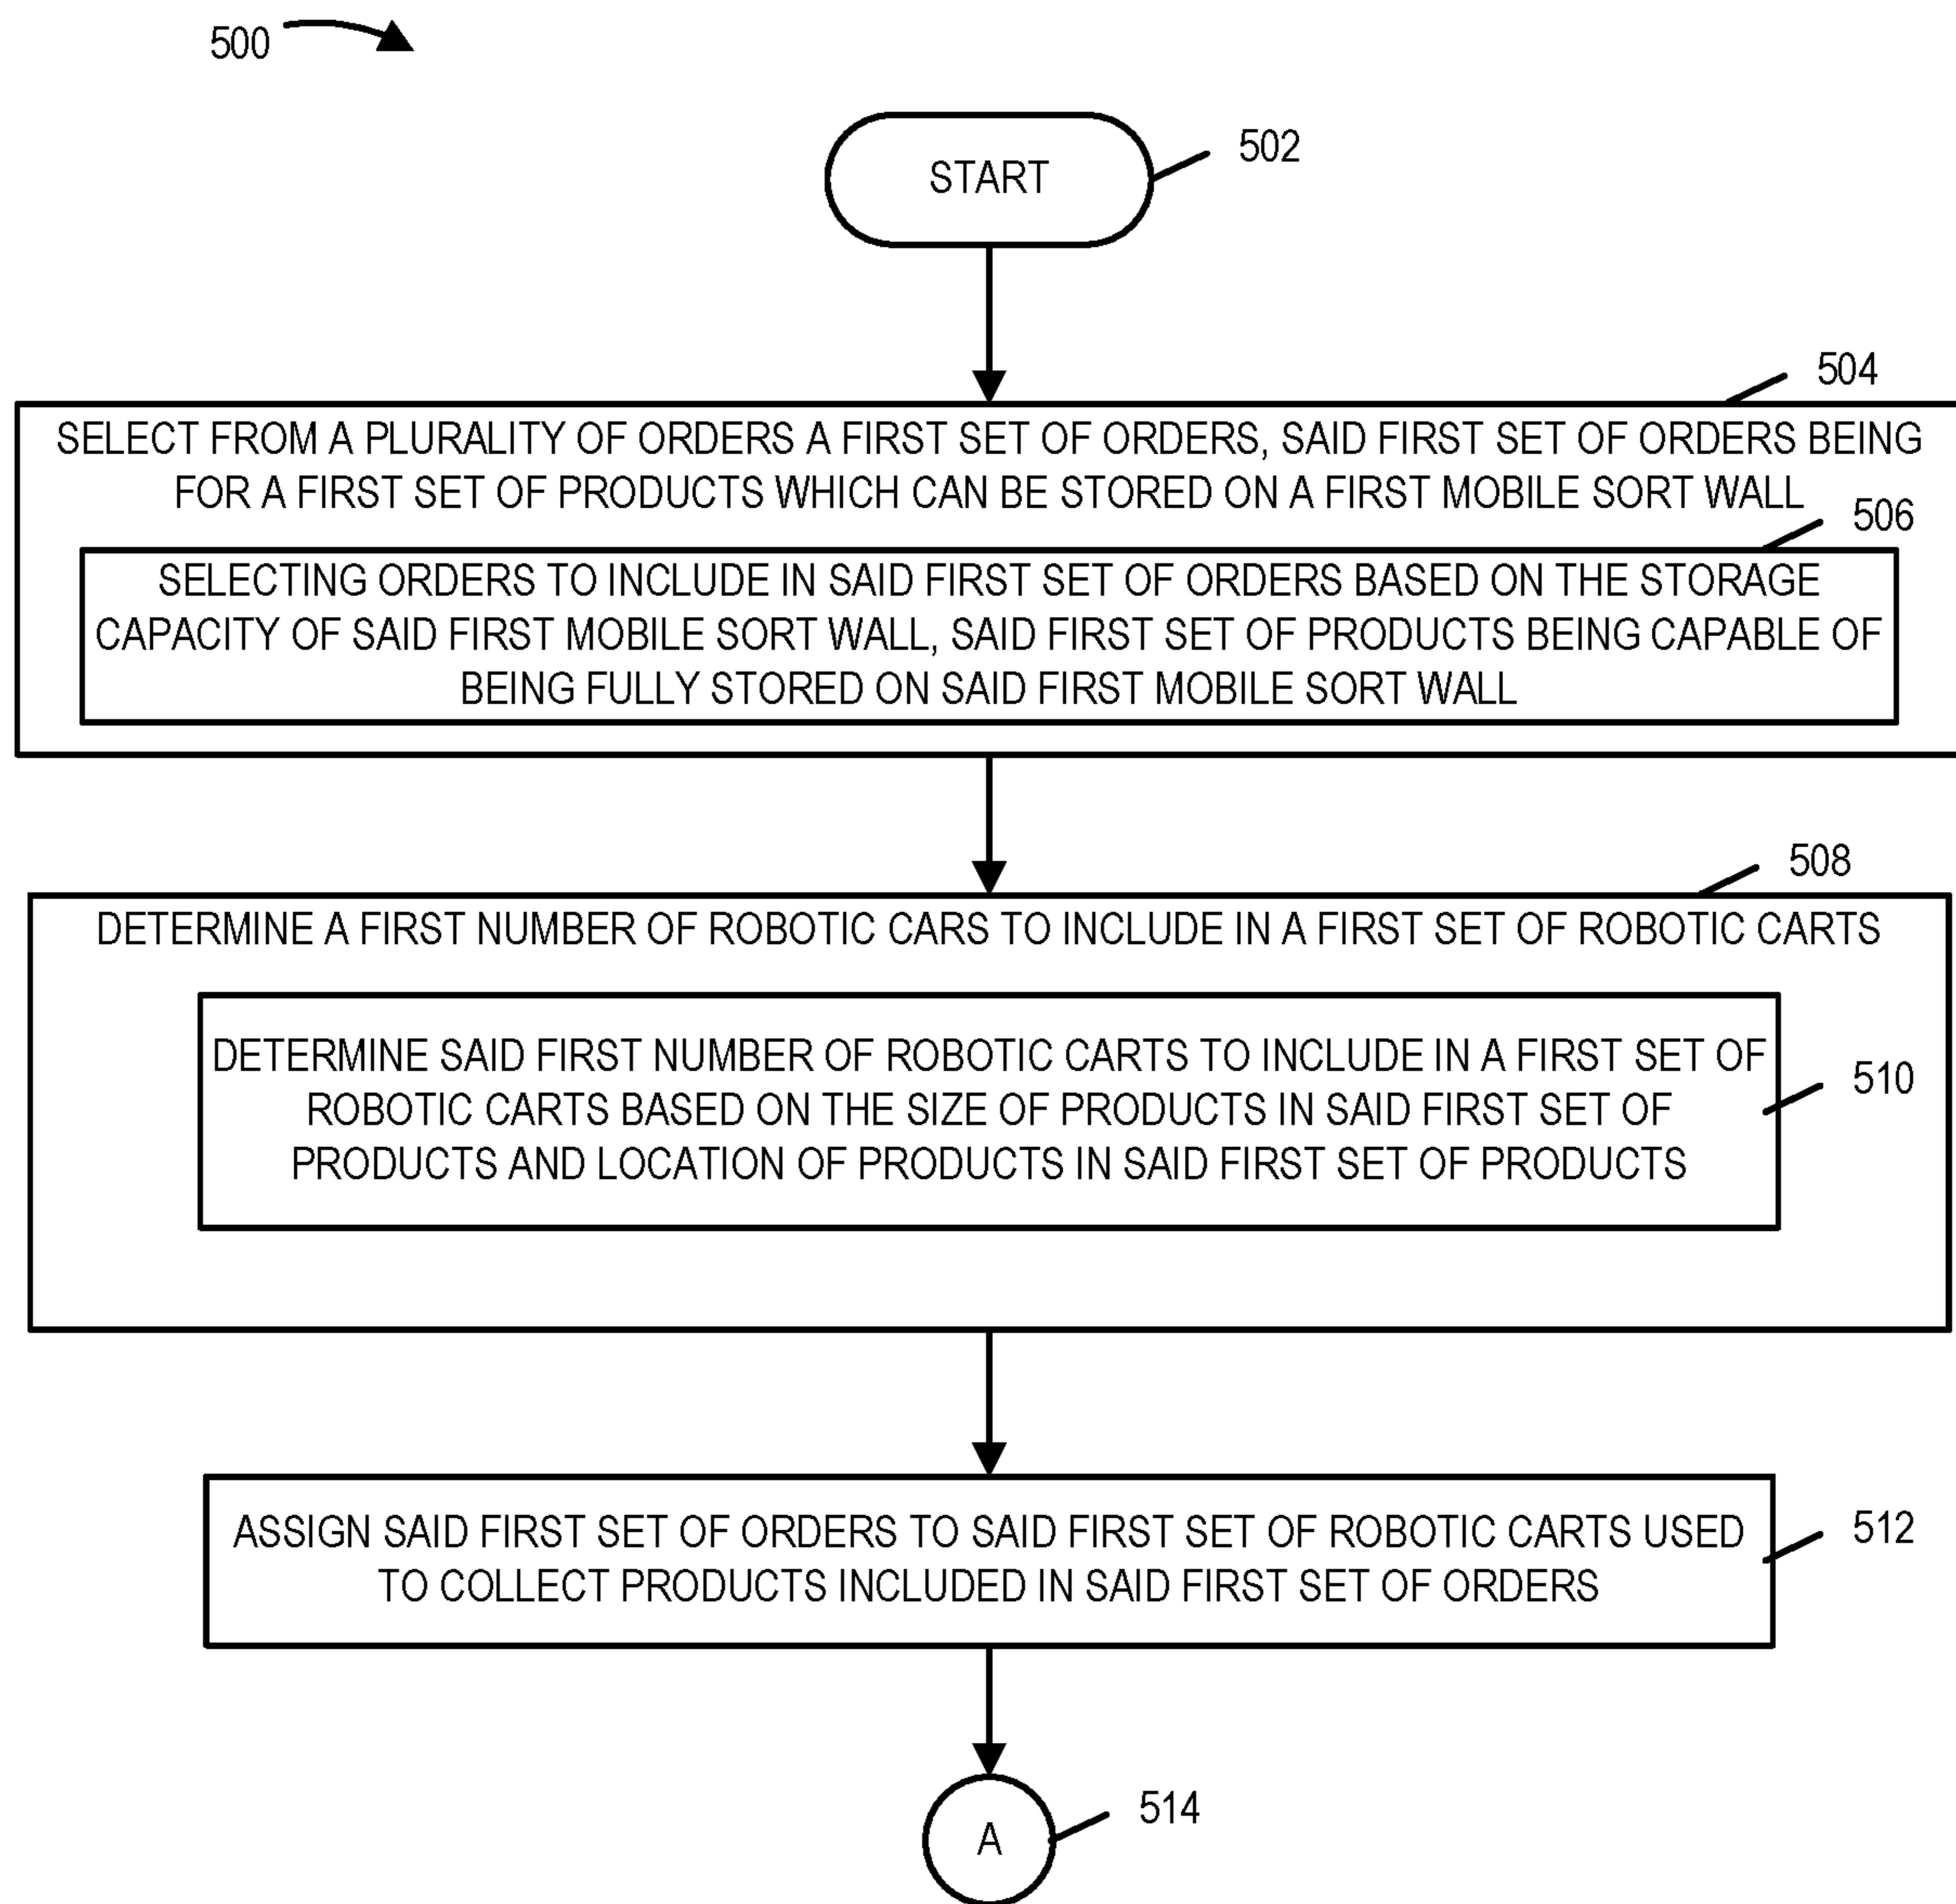 500
START
502
504
SELECT FROM A PLURALITY OF ORDERS A FIRST SET OF ORDERS, SAID FIRST SET OF ORDERS BEING
FOR A FIRST SET OF PRODUCTS WHICH CAN BE STORED ON A FIRST MOBILE SORT WALL
506
SELECTING ORDERS TO INCLUDE IN SAID FIRST SET OF ORDERS BASED ON THE STORAGE
CAPACITY OF SAID FIRST MOBILE SORT WALL, SAID FIRST SET OF PRODUCTS BEING CAPABLE OF
BEING FULLY STORED ON SAID FIRST MOBILE SORT WALL
508
DETERMINE A FIRST NUMBER OF ROBOTIC CARS TO INCLUDE IN A FIRST SET OF ROBOTIC CARTS
DETERMINE SAID FIRST NUMBER OF ROBOTIC CARTS TO INCLUDE IN A FIRST SET OF
ROBOTIC CARTS BASED ON THE SIZE OF PRODUCTS IN SAID FIRST SET OF
PRODUCTS AND LOCATION OF PRODUCTS IN SAID FIRST SET OF PRODUCTS
510
ASSIGN SAID FIRST SET OF ORDERS TO SAID FIRST SET OF ROBOTIC CARTS USED
TO COLLECT PRODUCTS INCLUDED IN SAID FIRST SET OF ORDERS
512
A
514